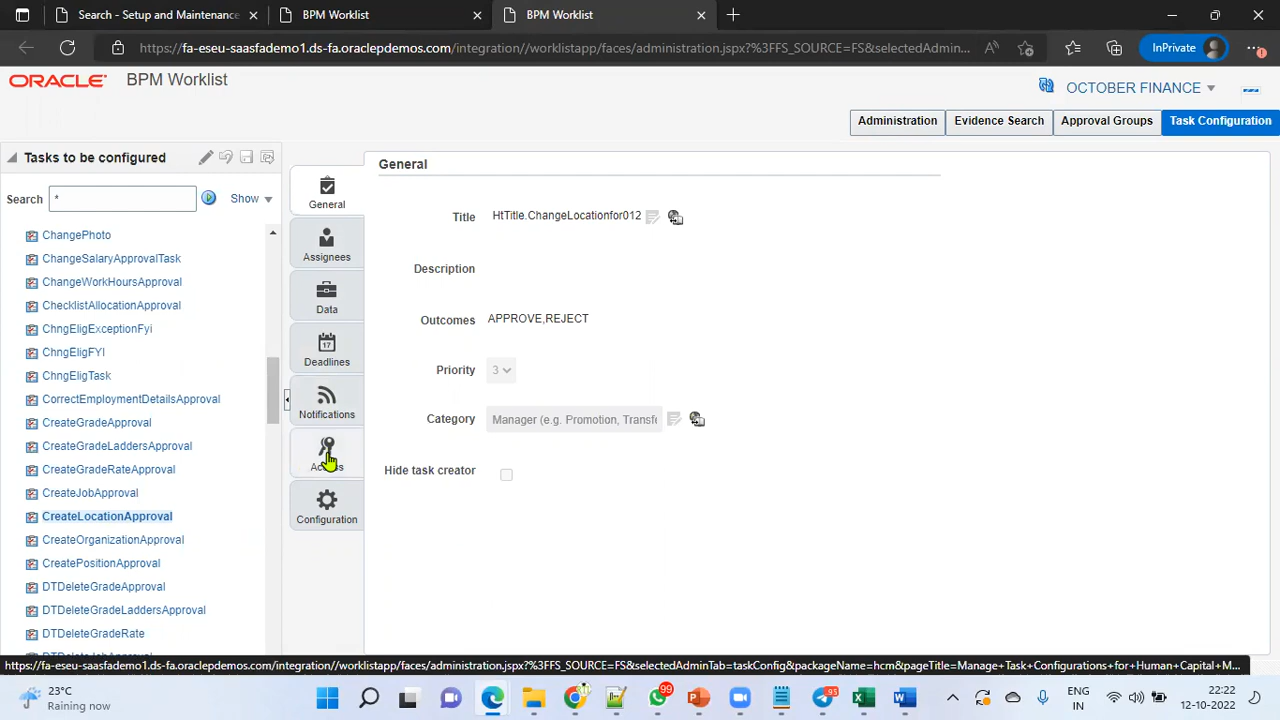 Search - Setup and Maintenance
BPM Worklist
BPM Worklist
https://fa-eseu-saasfademo1.ds-fa.oraclepdemos.com/integration//worklistapp/faces/administration.jspx?%3FFS_SOURCE=FS&selectedAdmin...
InPrivate
ORACLE
BPM Worklist
OCTOBER FINANCE
Administration
Evidence Search
Approval Groups
Task Configuration
Tasks to be configured
Search
*
Show
ChangePhoto
ChangeSalaryApprovalTask
ChangeWorkHoursApproval
ChecklistAllocationApproval
ChngEligExceptionFyi
ChngEligFYI
ChngEligTask
CorrectEmploymentDetailsApproval
CreateGradeApproval
CreateGradeLaddersApproval
CreateGradeRateApproval
CreateJobApproval
CreateLocationApproval
CreateOrganizationApproval
CreatePositionApproval
DTDeleteGradeApproval
DTDeleteGradeLaddersApproval
DTDeleteGradeRate
General
Assignees
Data
17
Deadlines
Notifications
Configuration
General
Title
HtTitle.ChangeLocationfor012
Description
Outcomes
APPROVE,REJECT
Priority
3
Category
Manager (e.g. Promotion, Transfe
Hide task creator
https://fa-eseu-saasfademo1.ds-fa.oraclepdemos.com/integration//worklistapp/faces/administration.jspx?%3FFS_SOURCE=FS&selectedAdminTab=taskConfig&packageName=hcm&pageTitle=Manage+Task+Configurations+for+Human+Capital+M...
23°C
Raining now
99
95
ENG
IN
22:22
12-10-2022